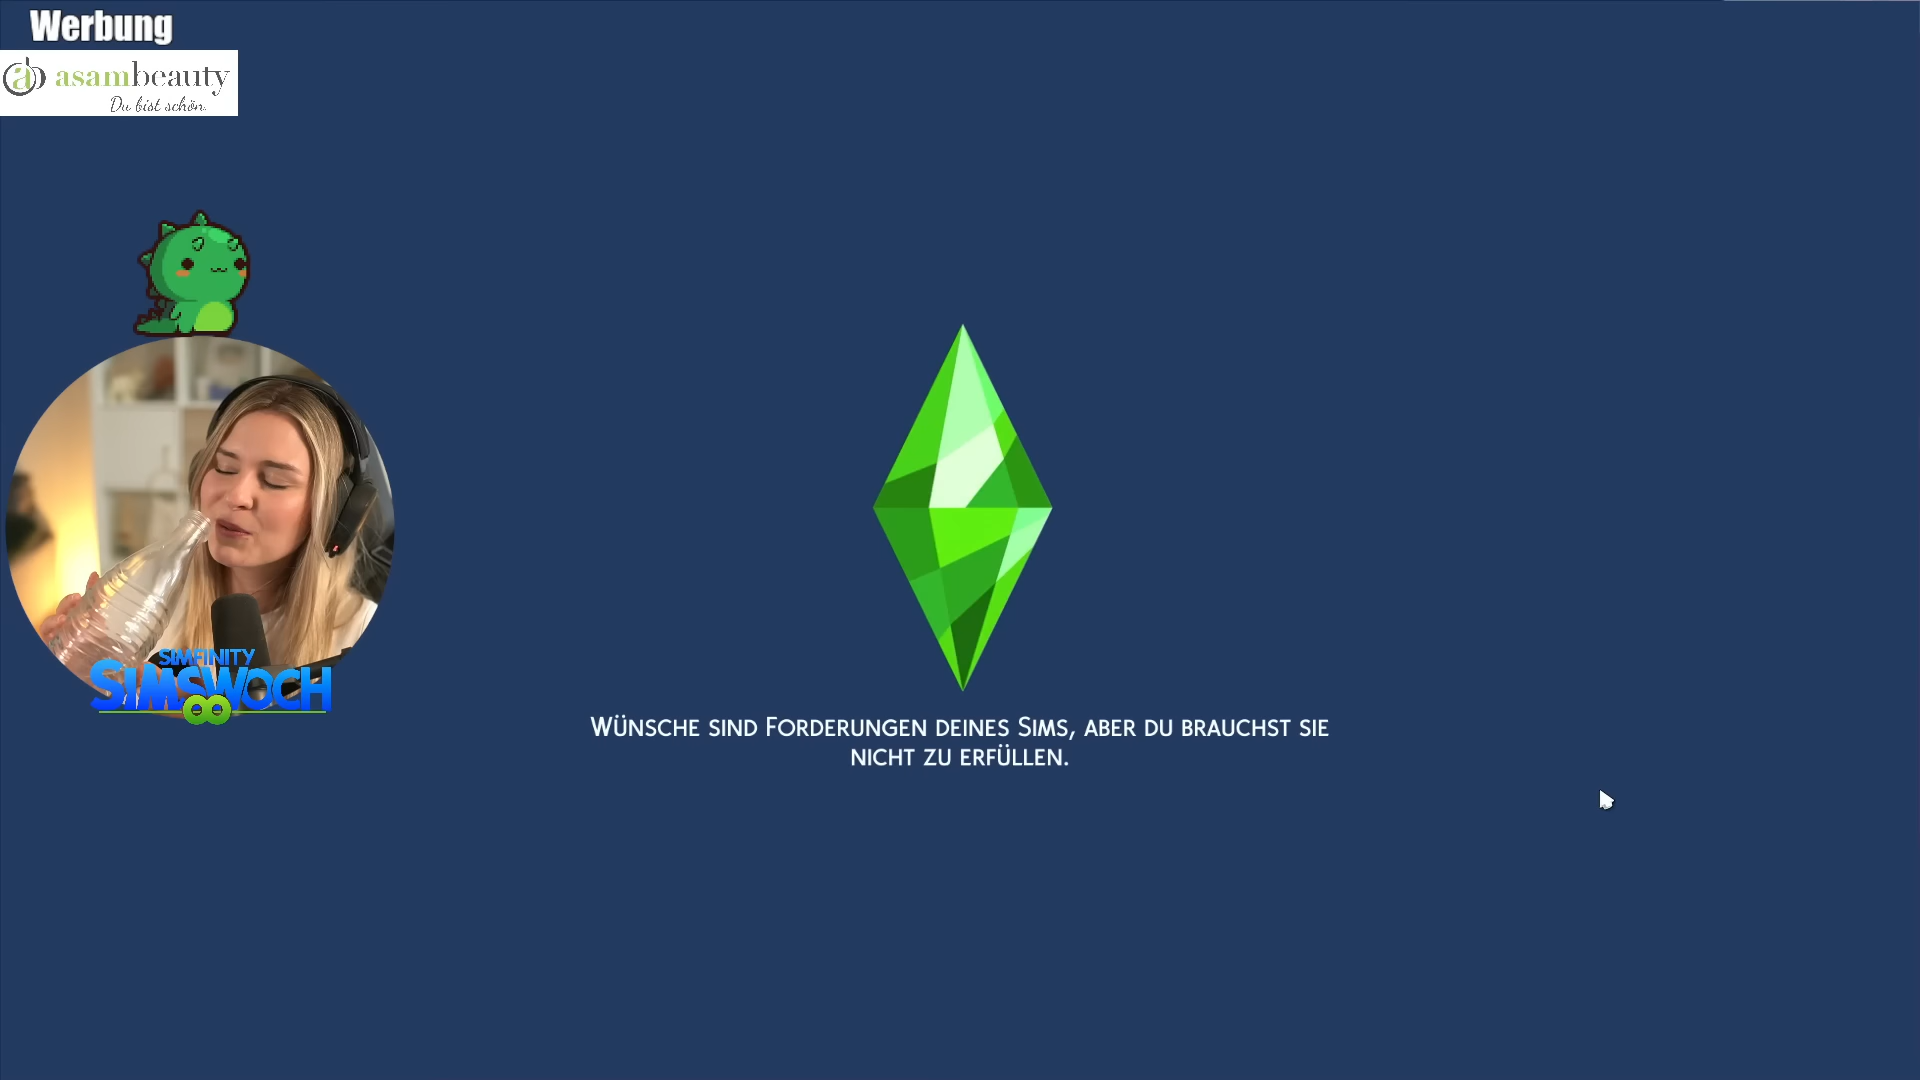 Werbung
asambeauty
Du bist schön.
SIMFINITY
SIMSWOCH
WÜNSCHE SIND FORDERUNGEN DEINES SIMS, ABER DU BRAUCHST SIE
NICHT ZU ERFÜLLEN.